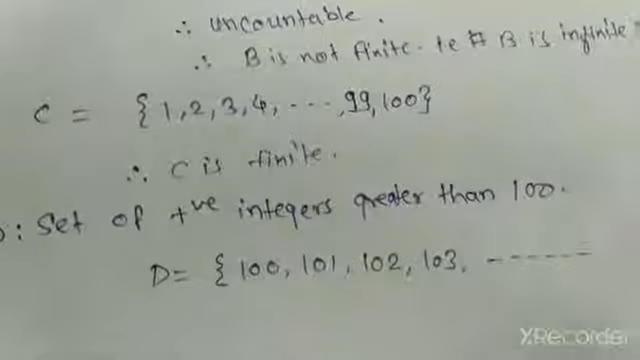 ∴ uncountable.
∴ B is not finite. ie B is infinite
C = {1, 2, 3, 4, ---, 99, 100}
∴ C is finite.
: Set of +ve integers greater than 100.
D = { 100, 101, 102, 103, -------
XRecorder